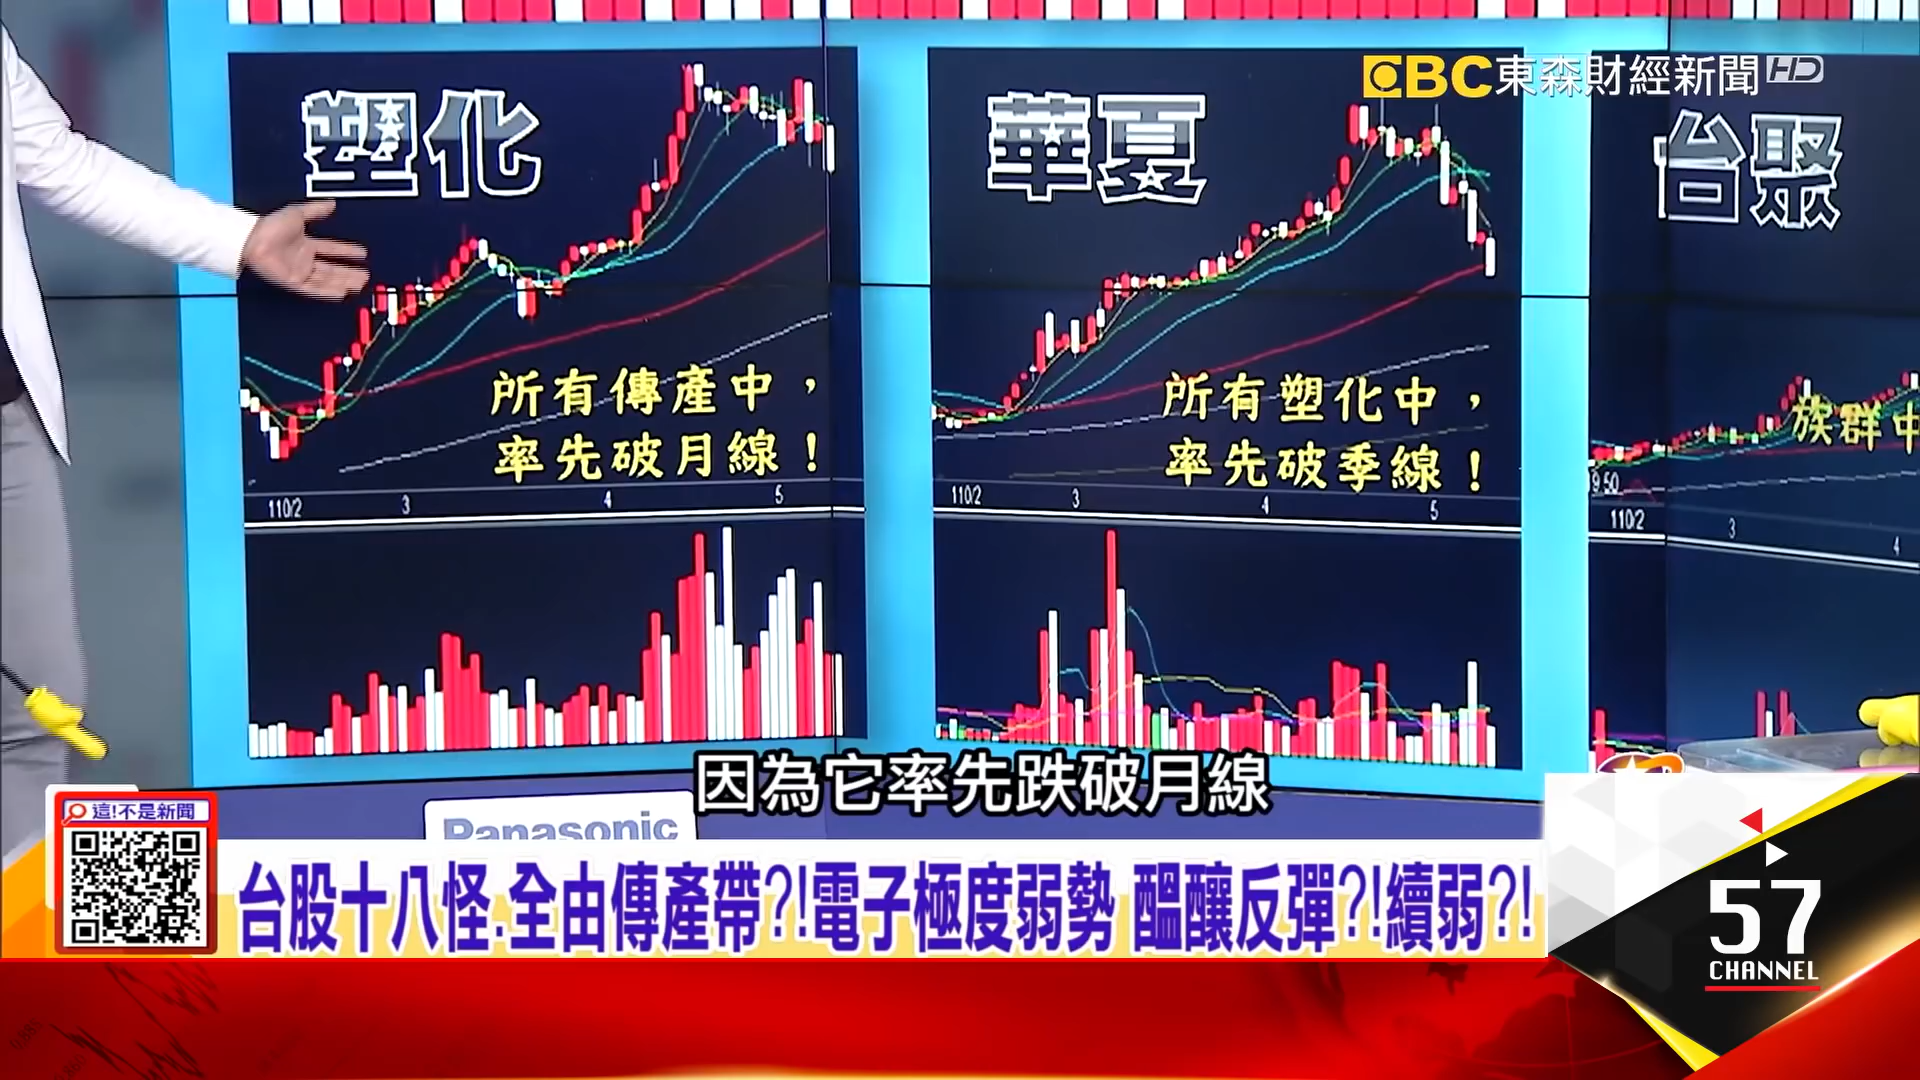 EBC東森財經新聞HD
塑化
華夏
台聚
所有傳產中，
率先破月線！
所有塑化中，
率先破季線！
族群中
9.50
110/2 3 4 5
110/2 3 4 5
110/2 3 4
因為它率先跌破月線
Panasonic
這!不是新聞
台股十八怪.全由傳產帶?!電子極度弱勢 醞釀反彈?!續弱?!
57
CHANNEL